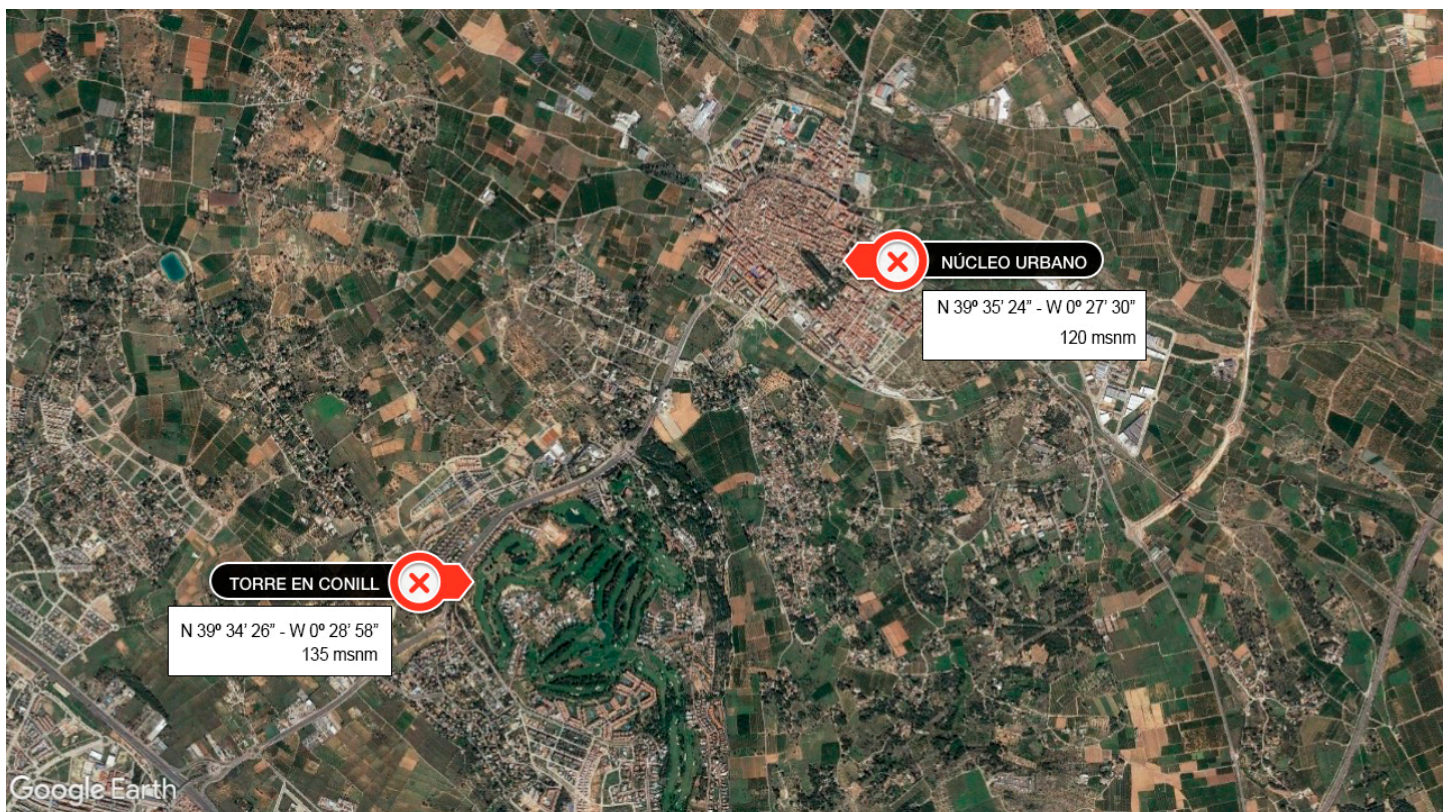 NÚCLEO URBANO
N 39º 35’ 24” - W 0º 27’ 30”
120 msnm
TORRE EN CONILL
N 39º 34’ 26” - W 0º 28’ 58”
135 msnm
Google Earth